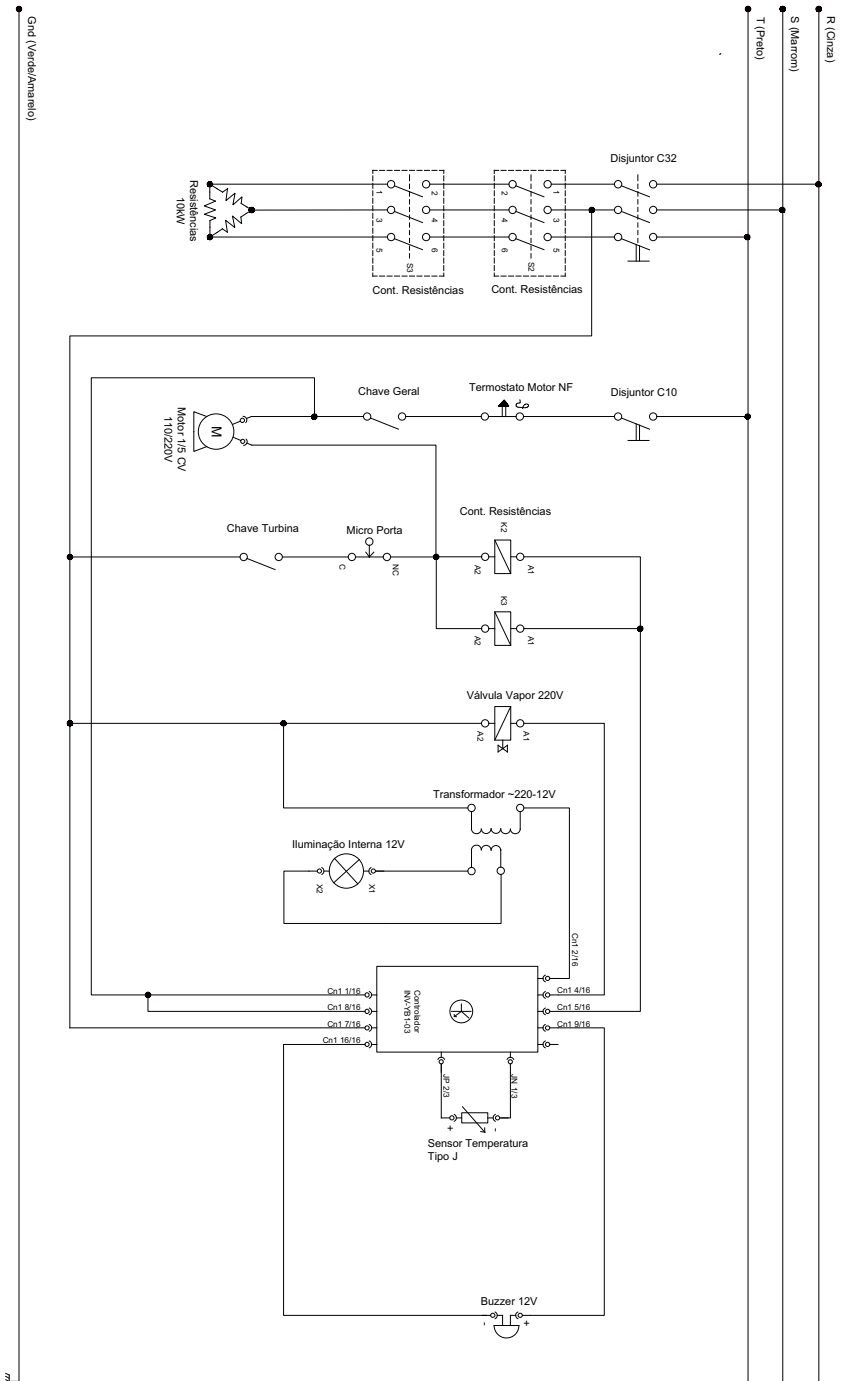 R (Cinza)
S (Marrom)
T (Preto)
Gnd (Verde/Amarelo)
Disjuntor C32
1
2
3
4
5
6
S2
Cont. Resistências
2
1
4
3
6
5
S3
Cont. Resistências
Resistências
10kW
Disjuntor C10
Termostato Motor NF
Chave Geral
M
Motor 1/5 CV
110/220V
Cont. Resistências
K2
A2
A1
K3
A2
A1
Chave Turbina
Micro Porta
C
NC
Válvula Vapor 220V
A2
A1
Transformador ~220-12V
Iluminação Interna 12V
X2
X1
Cn1 2/16
Cn1 1/16
Cn1 8/16
Cn1 7/16
Cn1 16/16
Controlador
INV-YB1-03
Cn1 4/16
Cn1 5/16
Cn1 9/16
JP 2/3
JN 1/3
+
-
Sensor Temperatura
Tipo J
Buzzer 12V
-
+